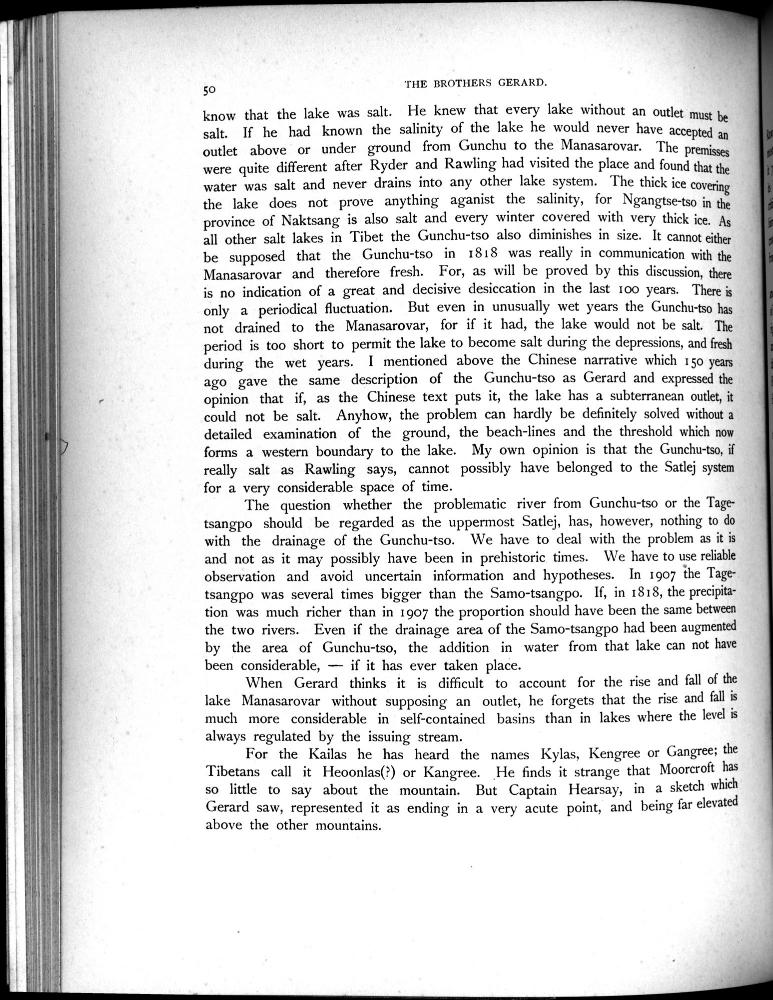 50
THE BROTHERS GERARD.
know that the lake was salt. He knew that every lake without an outlet must be
salt. If he had known the salinity of the lake he would never have accepted an
outlet above or under ground from Gunchu to the Manasarovar. The premisses
were quite different after Ryder and Rawling had visited the place and found that the
water was salt and never drains into any other lake system. The thick ice covering
the lake does not prove anything aganist the salinity, for Ngangtse-tso in the
province of Naktsang is also salt and every winter covered with very thick ice. As
all other salt lakes in Tibet the Gunchu-tso also diminishes in size. It cannot either
be supposed that the Gunchu-tso in 1818 was really in communication with the
Manasarovar and therefore fresh. For, as will be proved by this discussion, there
is no indication of a great and decisive desiccation in the last 100 years. There is
only a periodical fluctuation. But even in unusually wet years the Gunchu-tso has
not drained to the Manasarovar, for if it had, the lake would not be salt. The
period is too short to permit the lake to become salt during the depressions, and fresh
during the wet years. I mentioned above the Chinese narrative which 150 years
ago gave the same description of the Gunchu-tso as Gerard and expressed the
opinion that if, as the Chinese text puts it, the lake has a subterranean outlet, it
could not be salt. Anyhow, the problem can hardly be definitely solved without a
detailed examination of the ground, the beach-lines and the threshold which now
forms a western boundary to the lake. My own opinion is that the Gunchu-tso, if
really salt as Rawling says, cannot possibly have belonged to the Satlej system
for a very considerable space of time.
The question whether the problematic river from Gunchu-tso or the Tage-
tsangpo should be regarded as the uppermost Satlej, has, however, nothing to do
with the drainage of the Gunchu-tso. We have to deal with the problem as it is
and not as it may possibly have been in prehistoric times. We have to use reliable
observation and avoid uncertain information and hypotheses. In 1907 the Tage-
tsangpo was several times bigger than the Samo-tsangpo. If, in 1818, the precipita-
tion was much richer than in 1907 the proportion should have been the same between
the two rivers. Even if the drainage area of the Samo-tsangpo had been augmented
by the area of Gunchu-tso, the addition in water from that lake can not have
been considerable, — if it has ever taken place.
When Gerard thinks it is difficult to account for the rise and fall of the
lake Manasarovar without supposing an outlet, he forgets that the rise and fall is
much more considerable in self-contained basins than in lakes where the level is
always regulated by the issuing stream.
For the Kailas he has heard the names Kylas, Kengree or Gangree; the
Tibetans call it Heoonlas(?) or Kangree. He finds it strange that Moorcroft has
so little to say about the mountain. But Captain Hearsay, in a sketch which
Gerard saw, represented it as ending in a very acute point, and being far elevated
above the other mountains.